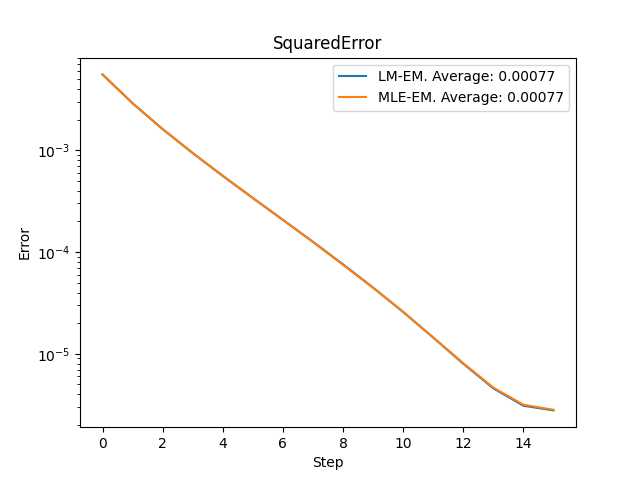 SquaredError
LM-EM. Average: 0.00077
MLE-EM. Average: 0.00077
Error
10⁻³
10⁻⁴
10⁻⁵
0 2 4 6 8 10 12 14
Step